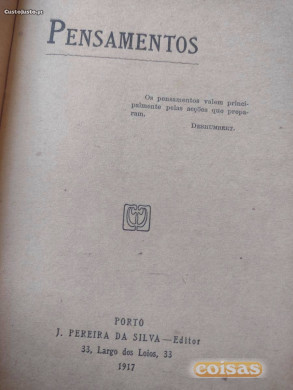 CustoJusto.pt
PENSAMENTOS
Os pensamentos valem princi-
palmente pelas acções que prepa-
ram.
DEGRUMBERT.
PORTO
J. PEREIRA DA SILVA—Editor
33, Largo dos Loios, 33
1917
coisas